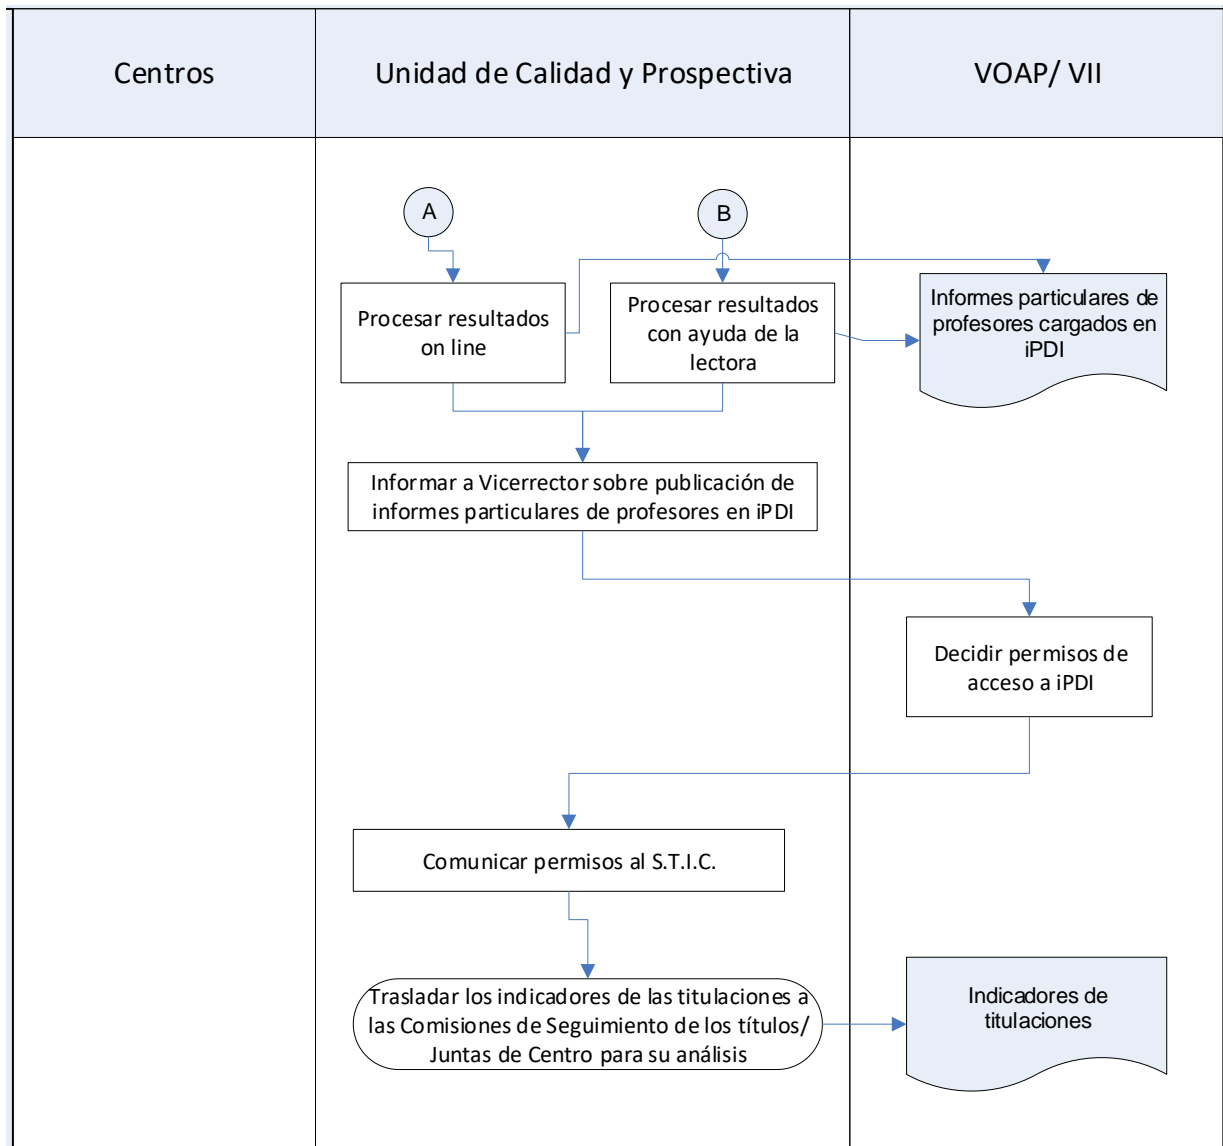 Centros
Unidad de Calidad y Prospectiva
VOAP/ VII
A
B
Procesar resultados
on line
Procesar resultados
con ayuda de la
lectora
Informes particulares de
profesores cargados en
iPDI
Informar a Vicerrector sobre publicación de
informes particulares de profesores en iPDI
Decidir permisos de
acceso a iPDI
Comunicar permisos al S.T.I.C.
Trasladar los indicadores de las titulaciones a
las Comisiones de Seguimiento de los títulos/
Juntas de Centro para su análisis
Indicadores de
titulaciones